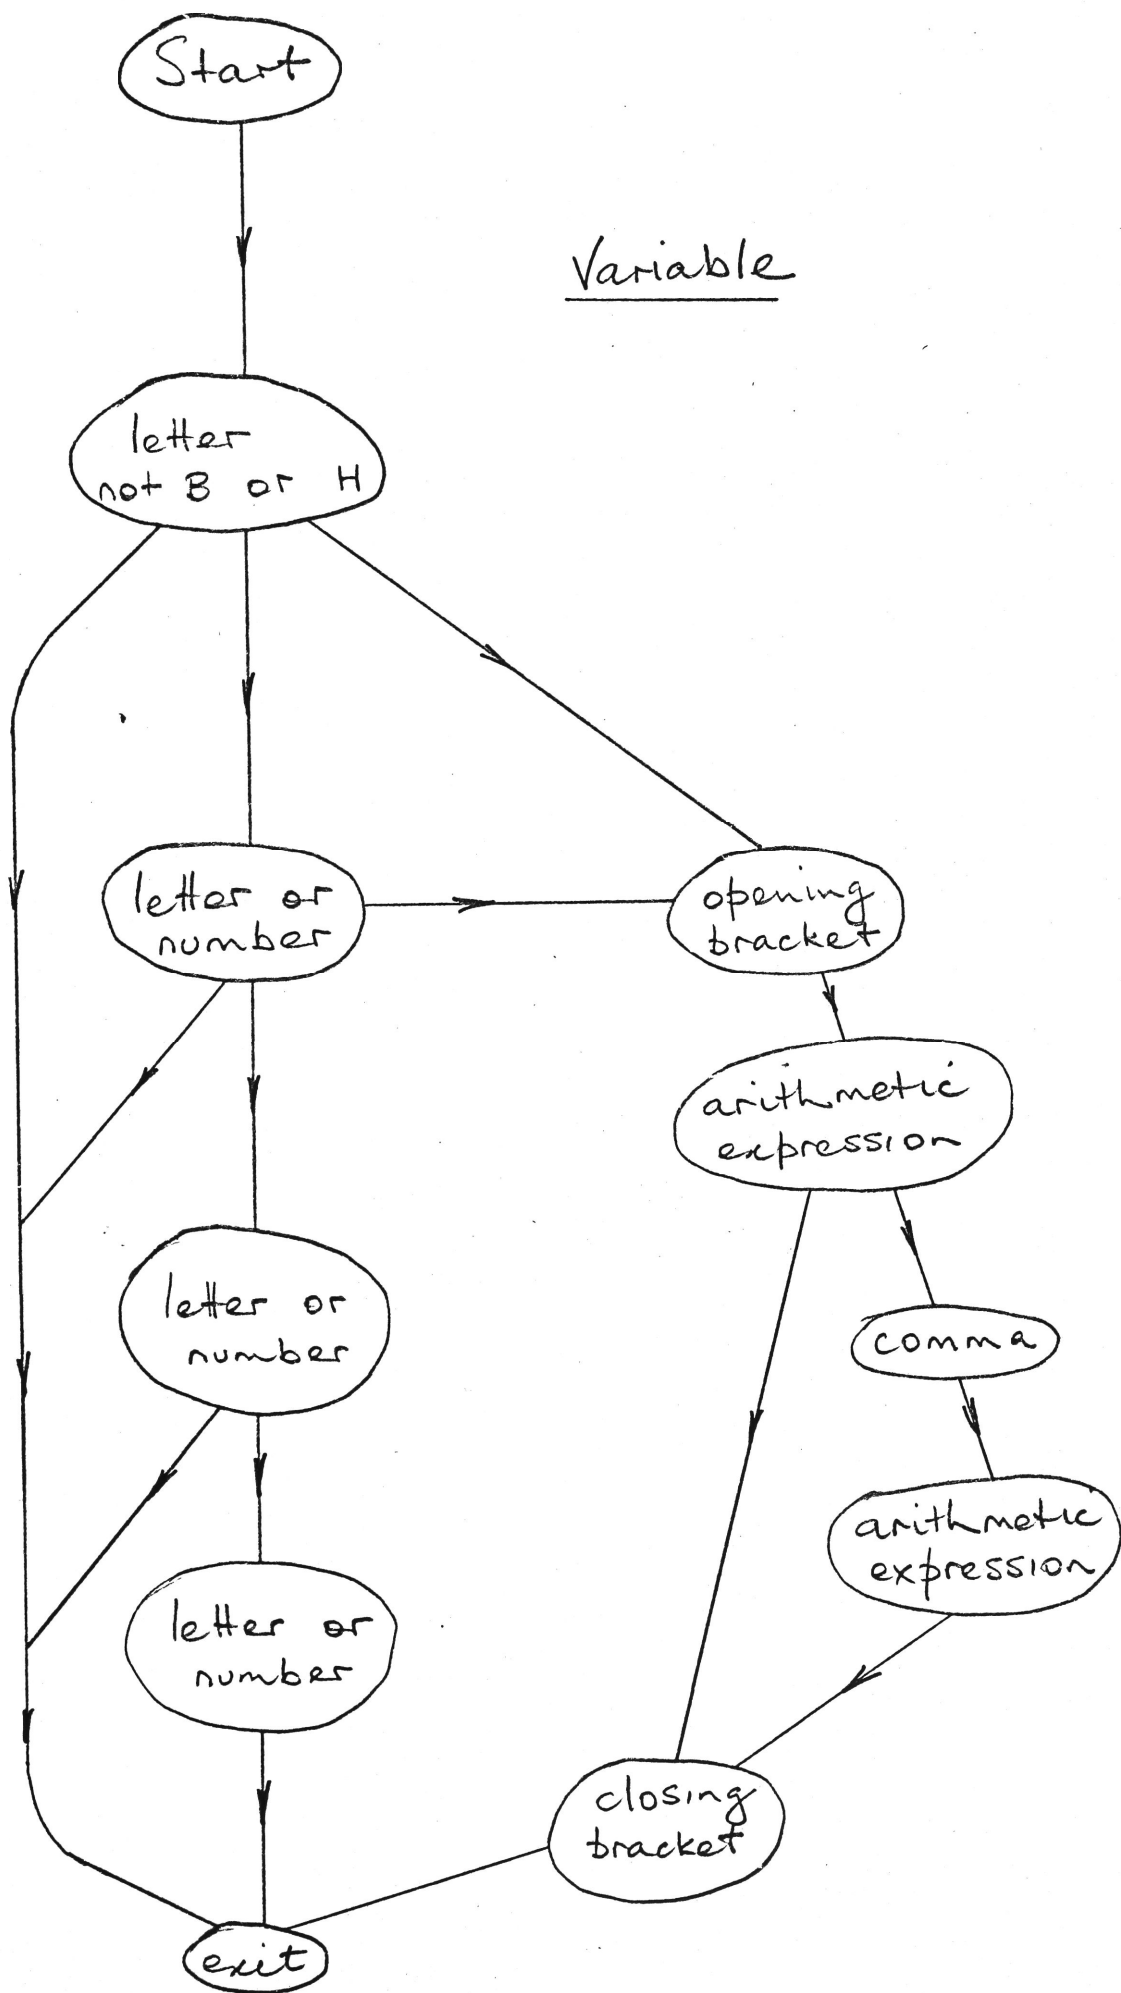 Start
Variable
letter
not B or H
letter or
number
opening
bracket
arithmetic
expression
letter or
number
comma
arithmetic
expression
letter or
number
closing
bracket
exit